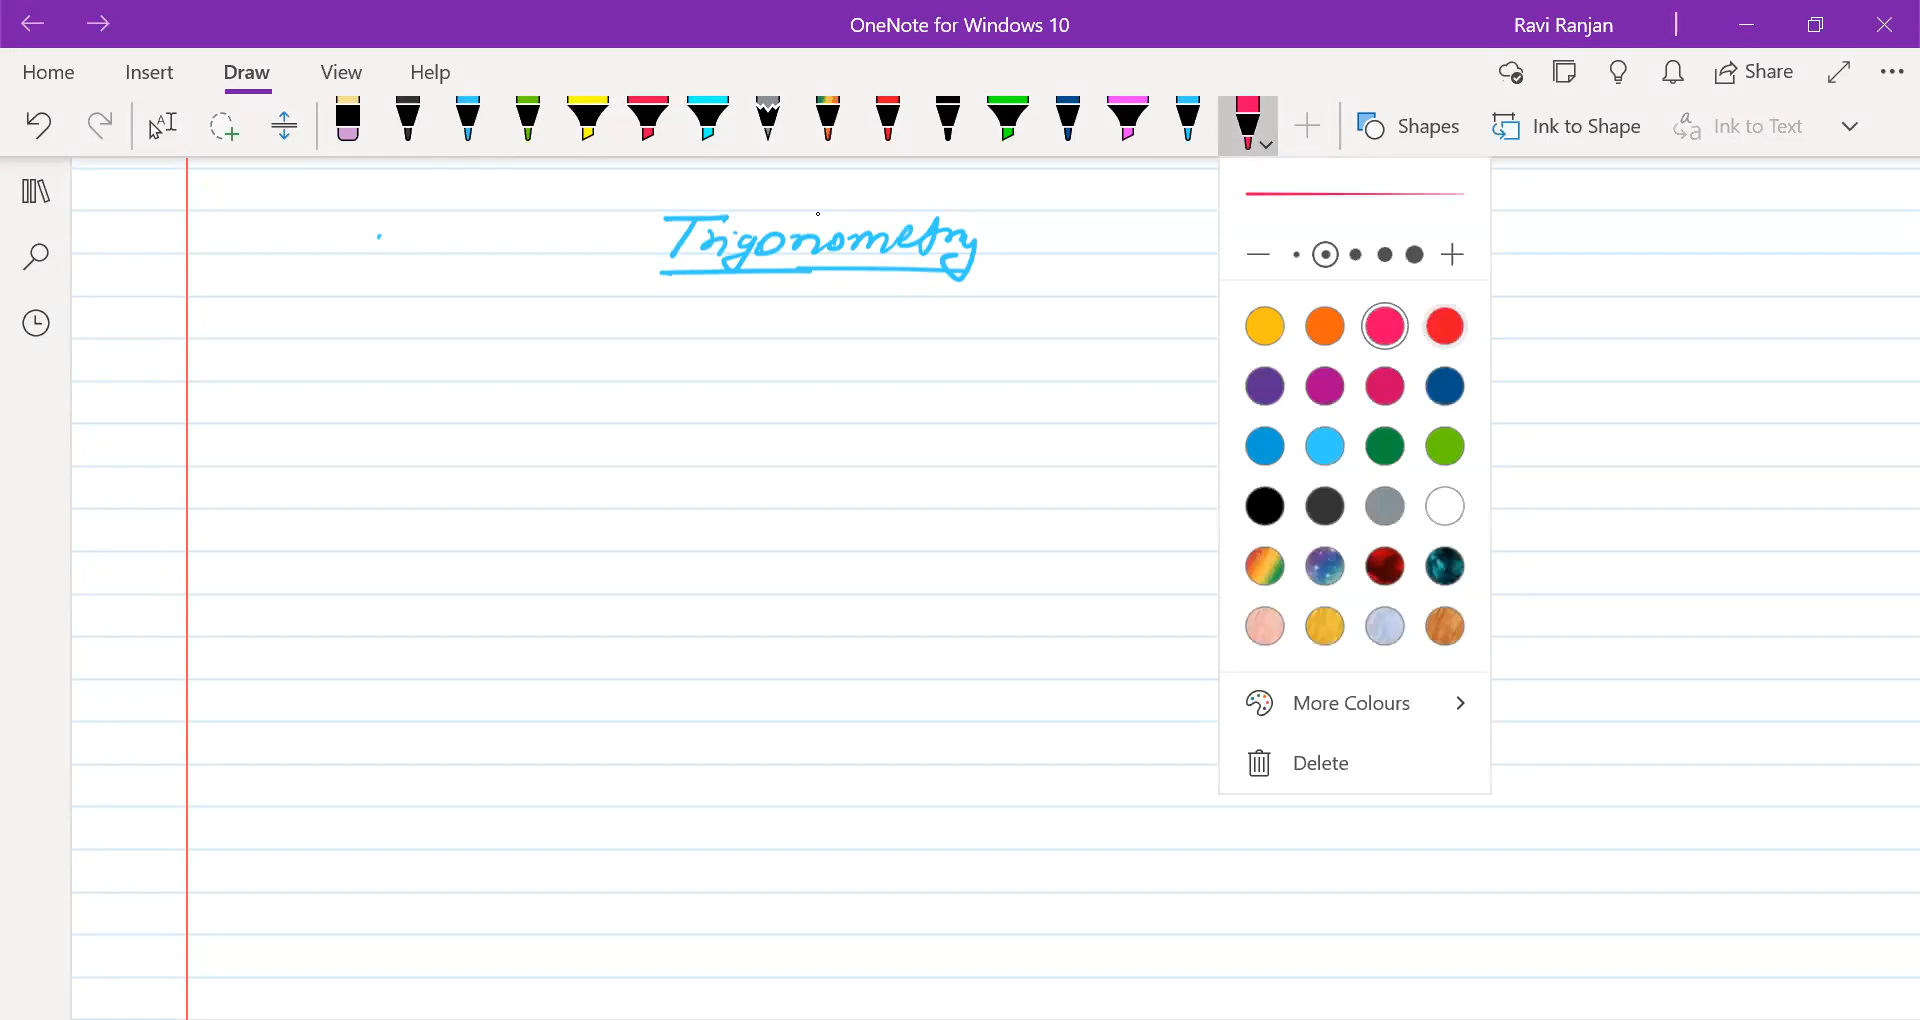 OneNote for Windows 10
Ravi Ranjan
Home Insert Draw View Help
Share
Shapes Ink to Shape Ink to Text
Trigonometry
More Colours
Delete